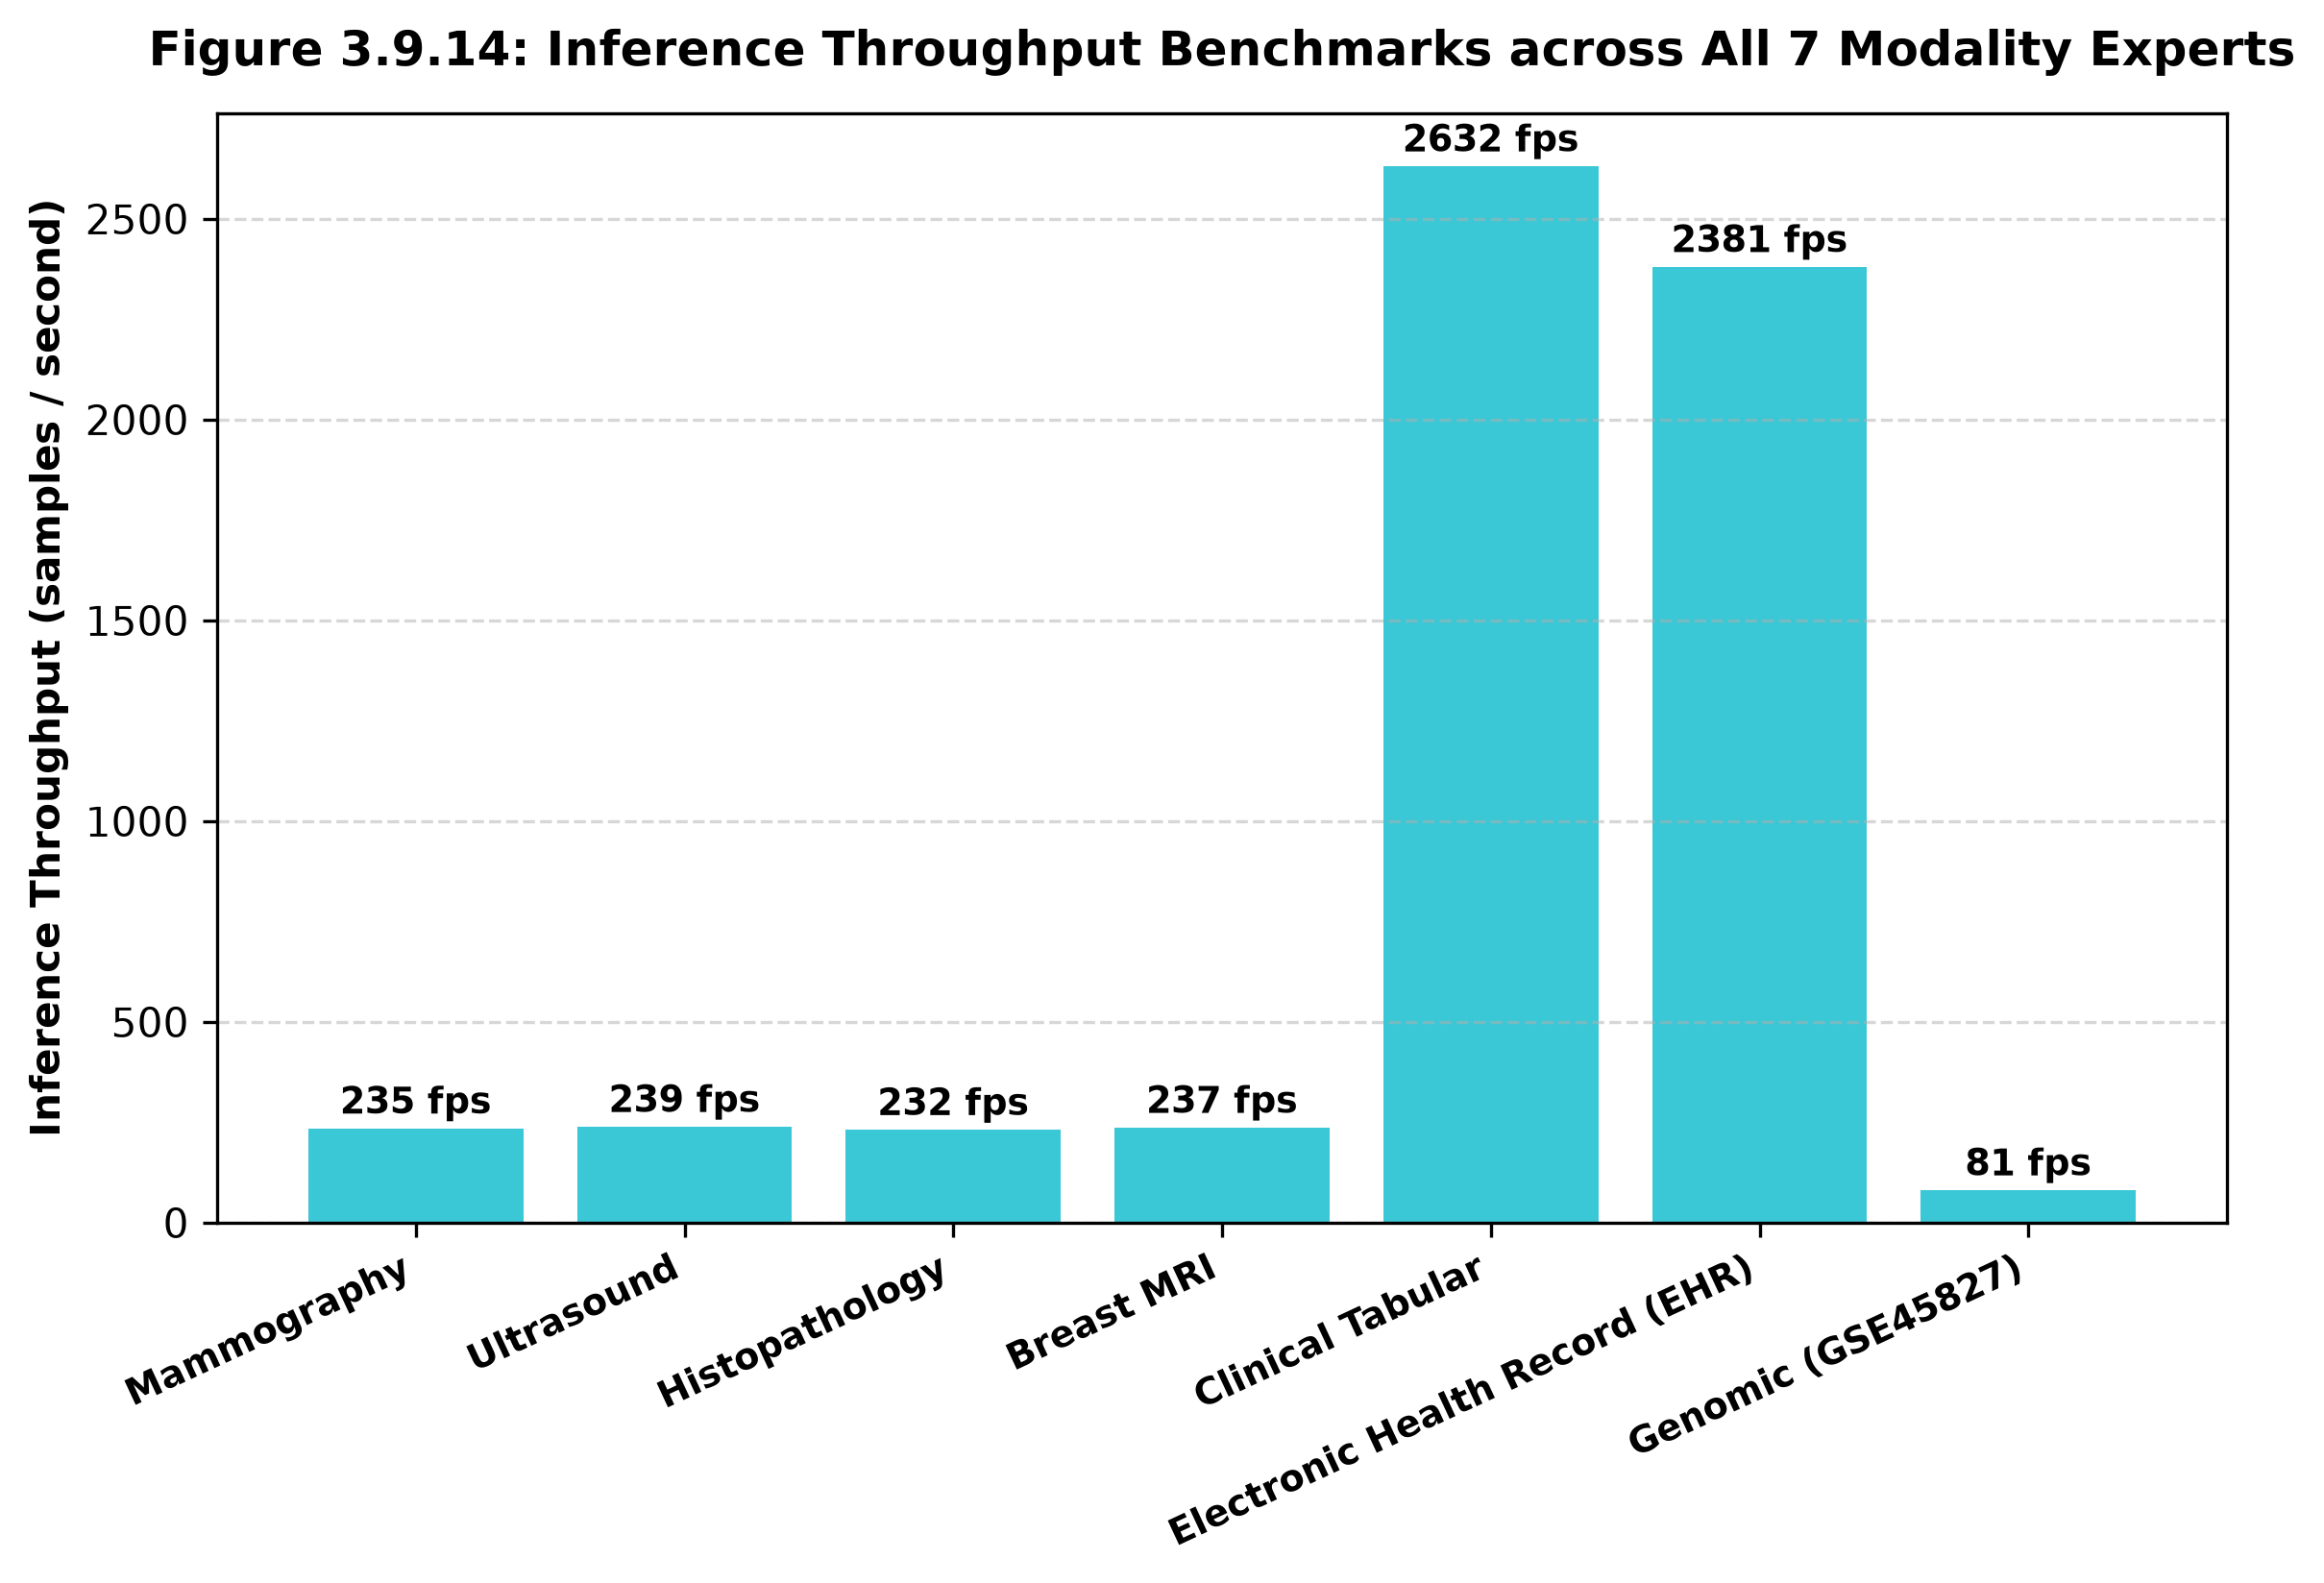 Figure 3.9.14: Inference Throughput Benchmarks across All 7 Modality Experts
Inference Throughput (samples / second)
2500
2000
1500
1000
500
0
235 fps
239 fps
232 fps
237 fps
2632 fps
2381 fps
81 fps
Mammography
Ultrasound
Histopathology
Breast MRI
Clinical Tabular
Electronic Health Record (EHR)
Genomic (GSE45827)